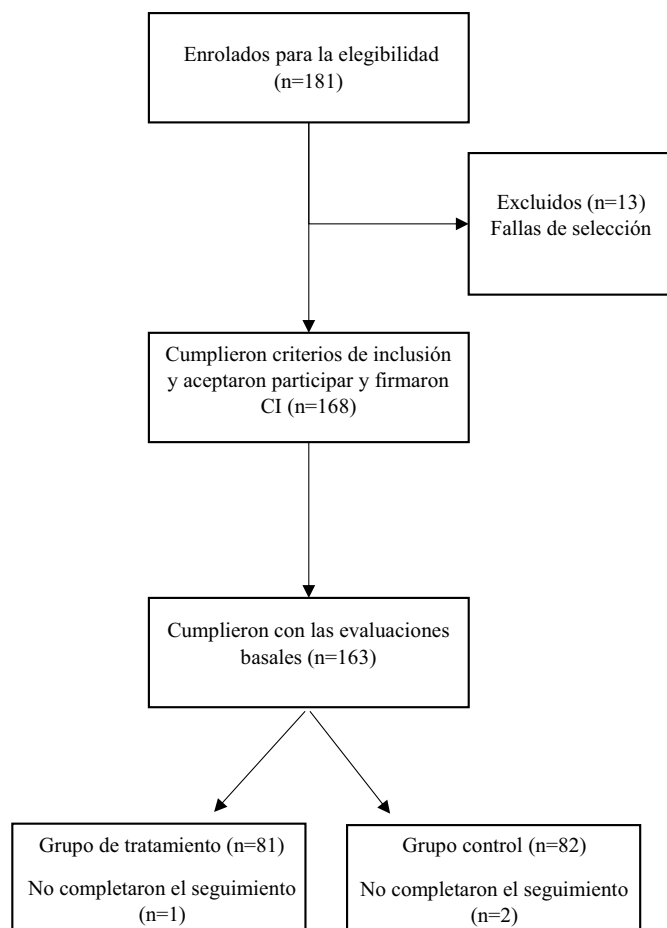 Enrolados para la elegibilidad
(n=181)
Excluidos (n=13)
Fallas de selección
Cumplieron criterios de inclusión
y aceptaron participar y firmaron
CI (n=168)
Cumplieron con las evaluaciones
basales (n=163)
Grupo de tratamiento (n=81)
No completaron el seguimiento
(n=1)
Grupo control (n=82)
No completaron el seguimiento
(n=2)